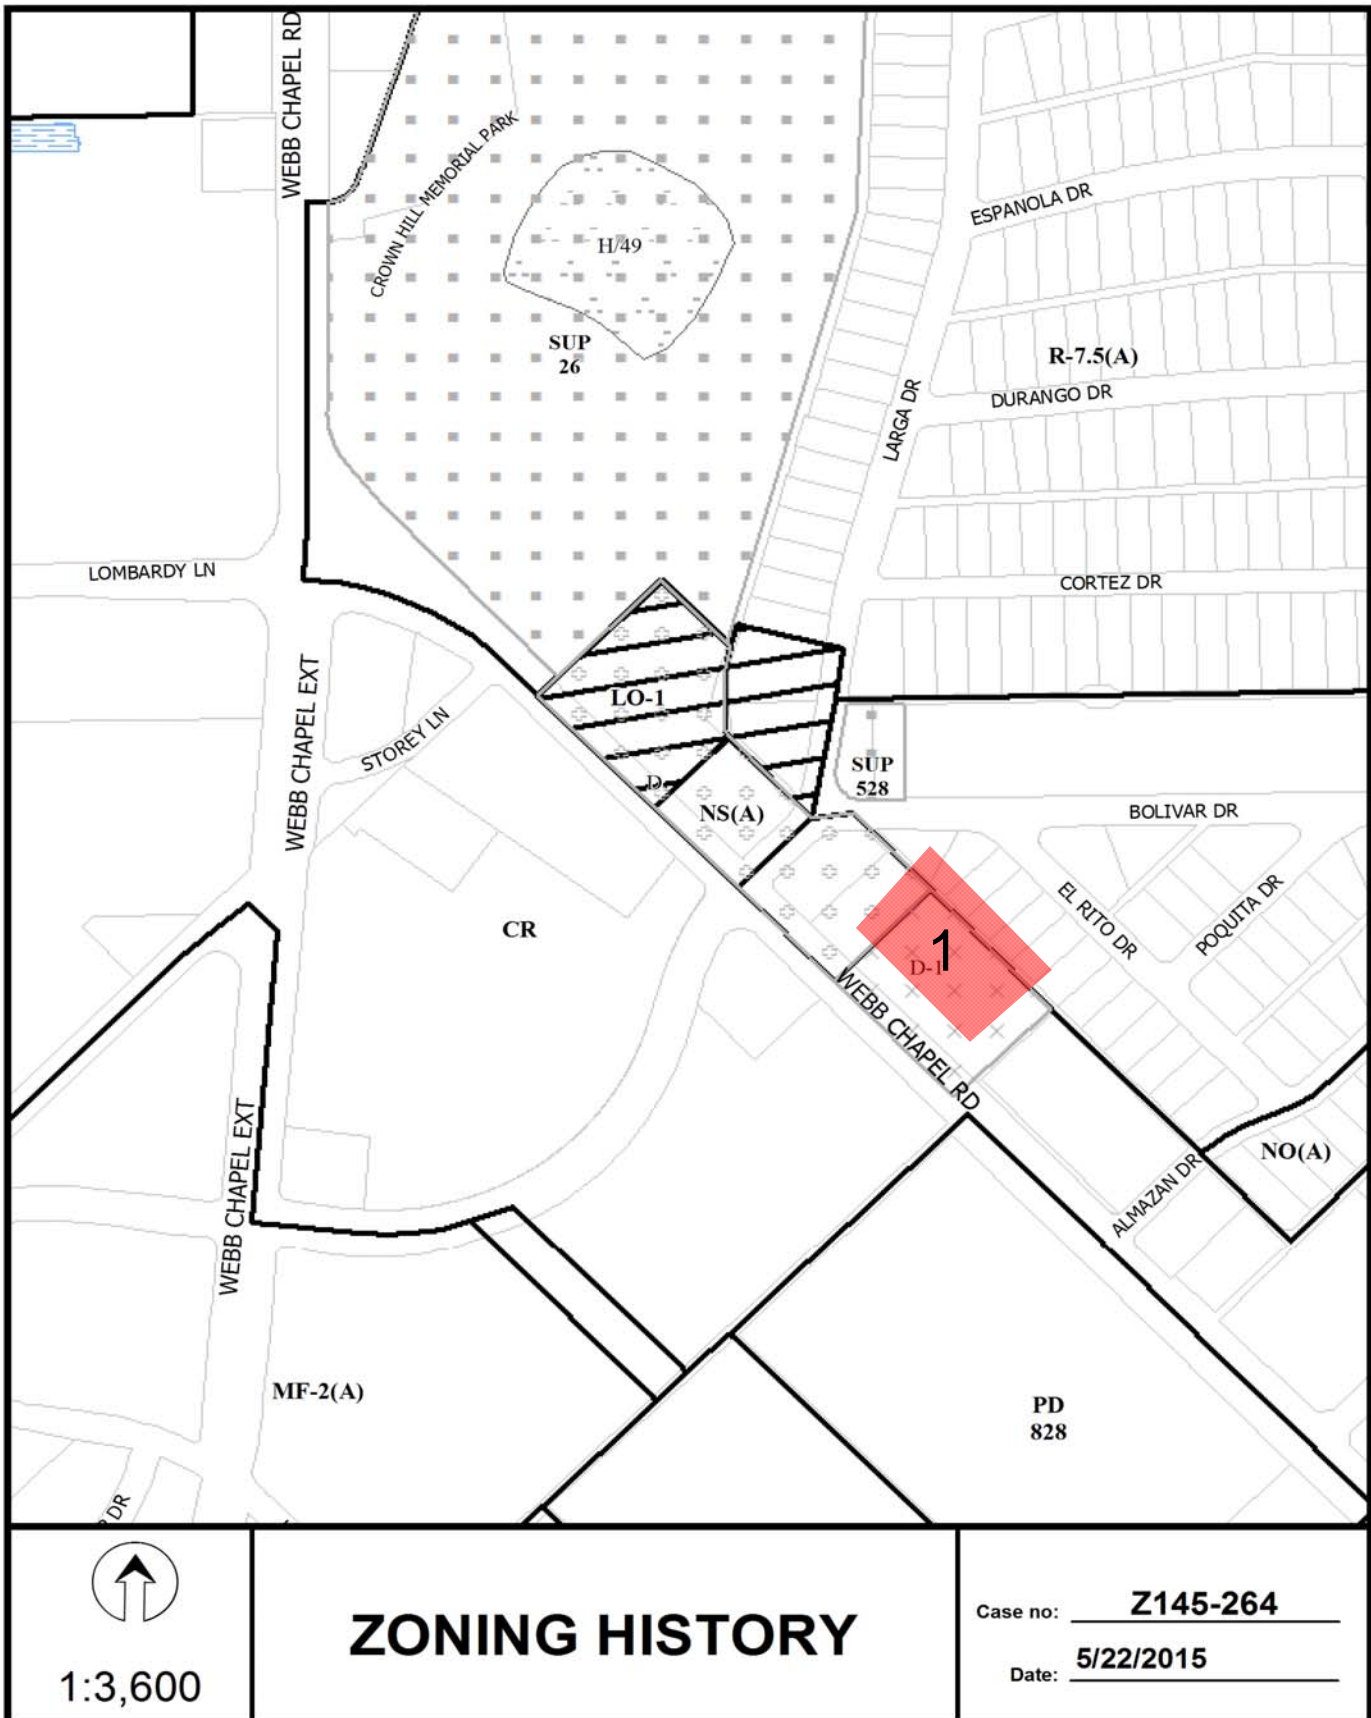 WEBB CHAPEL RD
CROWN HILL MEMORIAL PARK
H/49
SUP
26
ESPANOLA DR
R-7.5(A)
DURANGO DR
LARGA DR
LOMBARDY LN
CORTEZ DR
WEBB CHAPEL EXT
STOREY LN
LO-1
D
NS(A)
SUP
528
BOLIVAR DR
EL RITO DR
POQUITA DR
CR
1
D-1
WEBB CHAPEL RD
WEBB CHAPEL EXT
ALMAZAN DR
NO(A)
MF-2(A)
PD
828
DR
1:3,600
ZONING HISTORY
Case no: Z145-264
Date: 5/22/2015